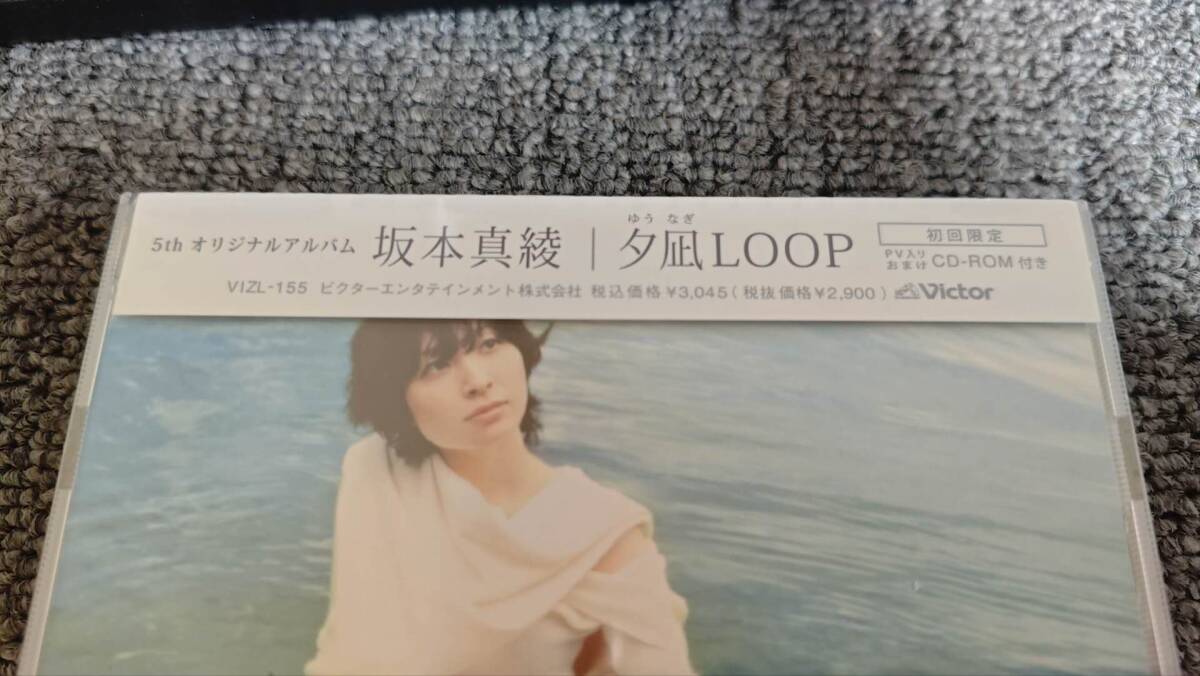 ゆう なぎ
5th オリジナルアルバム 坂本真綾 | 夕凪LOOP 初回限定
PV入り おまけ CD-ROM 付き
VIZL-155 ビクターエンタテインメント株式会社 税込価格¥3,045(税抜価格¥2,900) Victor